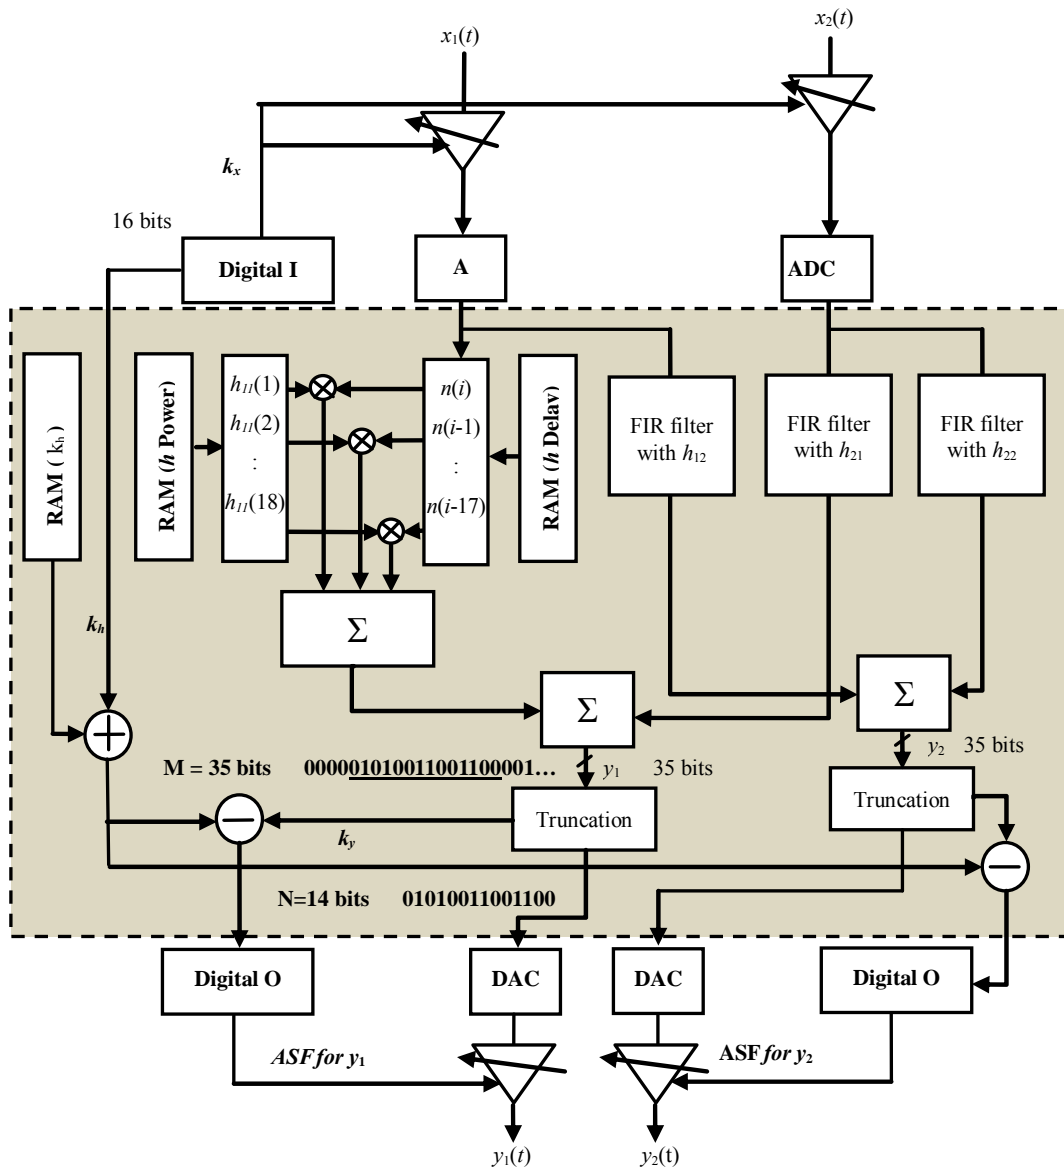 x1(t)
x2(t)
kx
16 bits
Digital I
A
ADC
RAM ( kh )
RAM (h Power)
h11(1)
h11(2)
:
h11(18)
n(i)
n(i-1)
:
n(i-17)
RAM (h Delay)
FIR filter
with h12
FIR filter
with h21
FIR filter
with h22
kh
Σ
Σ
Σ
y2 35 bits
M = 35 bits 00000101001100110001… y1 35 bits
Truncation
Truncation
ky
N=14 bits 01010011001100
Digital O
DAC
DAC
Digital O
ASF for y1
ASF for y2
y1(t)
y2(t)